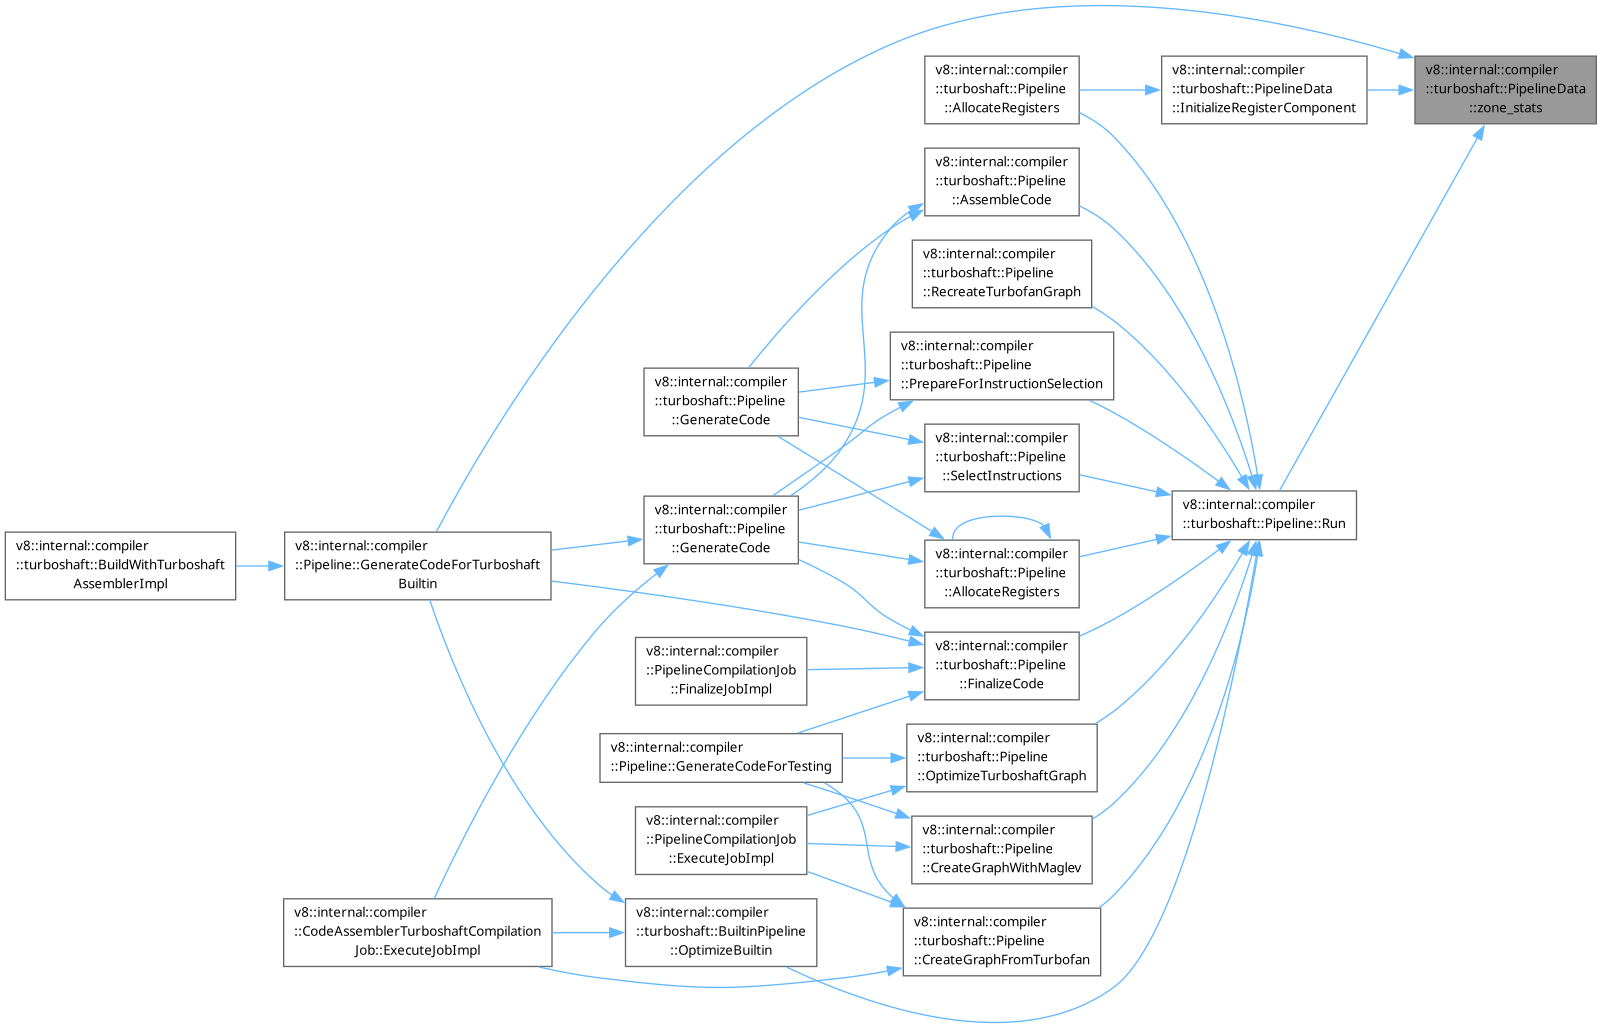 v8::internal::compiler
::turboshaft::Pipeline
::AllocateRegisters
v8::internal::compiler
::turboshaft::PipelineData
::InitializeRegisterComponent
v8::internal::compiler
::turboshaft::PipelineData
::zone_stats
v8::internal::compiler
::turboshaft::Pipeline
::AssembleCode
v8::internal::compiler
::turboshaft::Pipeline
::RecreateTurbofanGraph
v8::internal::compiler
::turboshaft::Pipeline
::PrepareForInstructionSelection
v8::internal::compiler
::turboshaft::Pipeline
::GenerateCode
v8::internal::compiler
::turboshaft::Pipeline
::SelectInstructions
v8::internal::compiler
::turboshaft::Pipeline::Run
v8::internal::compiler
::turboshaft::Pipeline
::GenerateCode
v8::internal::compiler
::turboshaft::BuildWithTurboshaft
AssemblerImpl
v8::internal::compiler
::Pipeline::GenerateCodeForTurboshaft
Builtin
v8::internal::compiler
::turboshaft::Pipeline
::AllocateRegisters
v8::internal::compiler
::PipelineCompilationJob
::FinalizeJobImpl
v8::internal::compiler
::turboshaft::Pipeline
::FinalizeCode
v8::internal::compiler
::Pipeline::GenerateCodeForTesting
v8::internal::compiler
::turboshaft::Pipeline
::OptimizeTurboshaftGraph
v8::internal::compiler
::PipelineCompilationJob
::ExecuteJobImpl
v8::internal::compiler
::turboshaft::Pipeline
::CreateGraphWithMaglev
v8::internal::compiler
::CodeAssemblerTurboshaftCompilation
Job::ExecuteJobImpl
v8::internal::compiler
::turboshaft::BuiltinPipeline
::OptimizeBuiltin
v8::internal::compiler
::turboshaft::Pipeline
::CreateGraphFromTurbofan